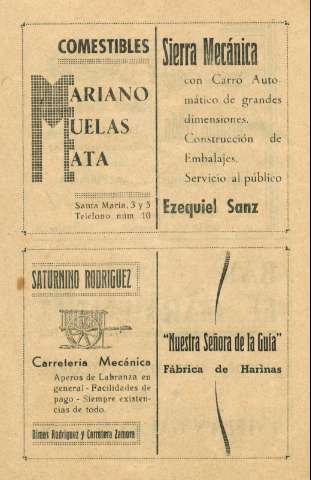 COMESTIBLES
MARIANO
MUELAS
MATA
Santa María, 3 y 5
Teléfono núm 10
Sierra Mecánica
con Carro Auto-
mático de grandes
dimensiones.
Construcción de
Embalajes.
Servicio al público
Ezequiel Sanz
SATURNINO RODRIGUEZ
Carretería Mecánica
Aperos de Labranza en
general - Facilidades de
pago - Siempre existen-
cias de todo.
Dimas Rodríguez y Carretera Zamora
"Nuestra Señora de la Guía"
Fábrica de Harinas